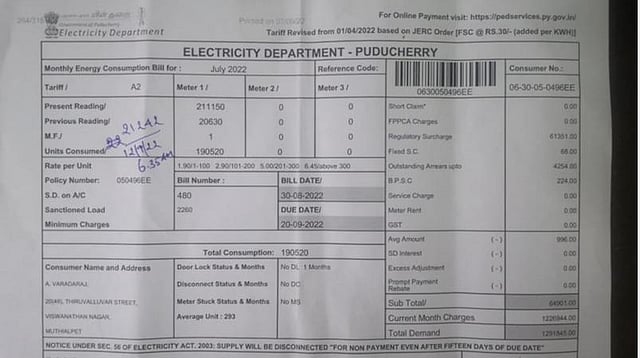 Printed on
For Online Payment visit: https://pedservices.py.gov.in/
Government of Puducherry
Electricity Department
Tariff Revised from 01/04/2022 based on JERC Order [FSC @ RS.30/- (added per KWH)]
ELECTRICITY DEPARTMENT - PUDUCHERRY
Monthly Energy Consumption Bill for : July 2022 Reference Code: 0630050496EE Consumer No.:
Tariff / A2 Meter 1 / Meter 2 / Meter 3 / 06-30-05-0496EE
Present Reading/ 211150 0 0 Short Claim* 0.00
Previous Reading/ 20630 0 0 FPPCA Charges 0.00
M.F./ 1 0 0 Regulatory Surcharge 61351.00
Units Consumed/ 190520 0 0 Fixed S.C. 68.00
21242
12/9/22
6.35AM
Rate per Unit 1.90/1-100 2.90/101-200 5.00/201-300 6.45/above 300 Outstanding Arrears upto 4254.00
Policy Number: 050496EE Bill Number : BILL DATE/ B.P.S.C 224.00
S.D. on A/C 480 30-08-2022 Service Charge 0.00
Sanctioned Load 2260 DUE DATE/ Meter Rent 0.00
Minimum Charges 20-09-2022 GST 0.00
Avg Amount (-) 996.00
Total Consumption: 190520 SD Interest (-) 0.00
Consumer Name and Address Door Lock Status & Months No DL 1 Months Excess Adjustment (-) 0.00
A. VARADARAJ, Disconnect Status & Months No DC Prompt Payment Rebate (-) 0.00
THIRUVALLUVAR STREET, Meter Stuck Status & Months No MS Sub Total/ 64901.00
VISWANATHAN NAGAR, Average Unit : 293 Current Month Charges 1226944.00
MUTHIALPET Total Demand 1291845.00
NOTICE UNDER SEC. 56 OF ELECTRICITY ACT. 2003: SUPPLY WILL BE DISCONNECTED "FOR NON PAYMENT EVEN AFTER FIFTEEN DAYS OF DUE DATE"